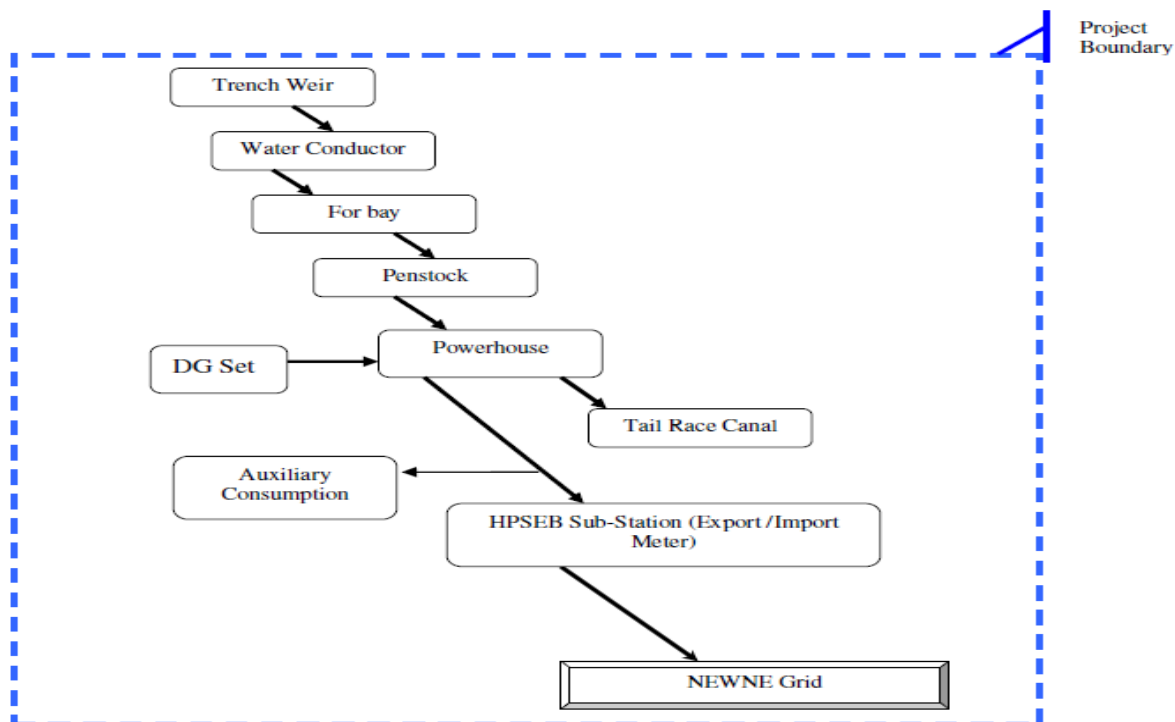 Project
Boundary
Trench Weir
Water Conductor
For bay
Penstock
Powerhouse
DG Set
Tail Race Canal
Auxiliary
Consumption
HPSEB Sub-Station (Export /Import
Meter)
NEWNE Grid